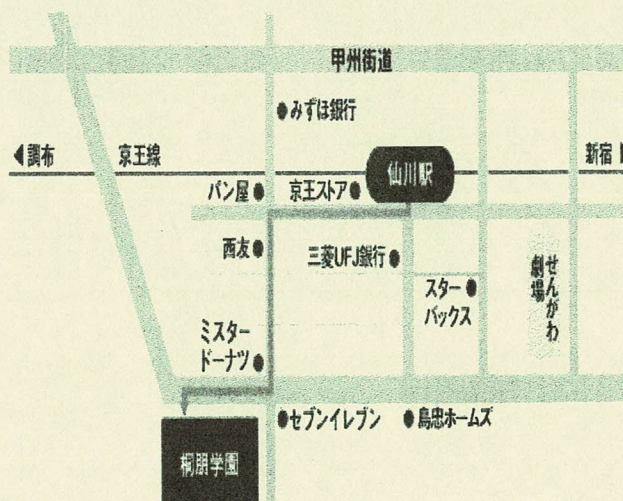 甲州街道
みずほ銀行
調布
京王線
仙川駅
新宿
パン屋
京王ストア
西友
三菱UFJ銀行
スター
バックス
せんがわ
劇場
ミスター
ドーナツ
セブンイレブン
島忠ホームズ
桐朋学園